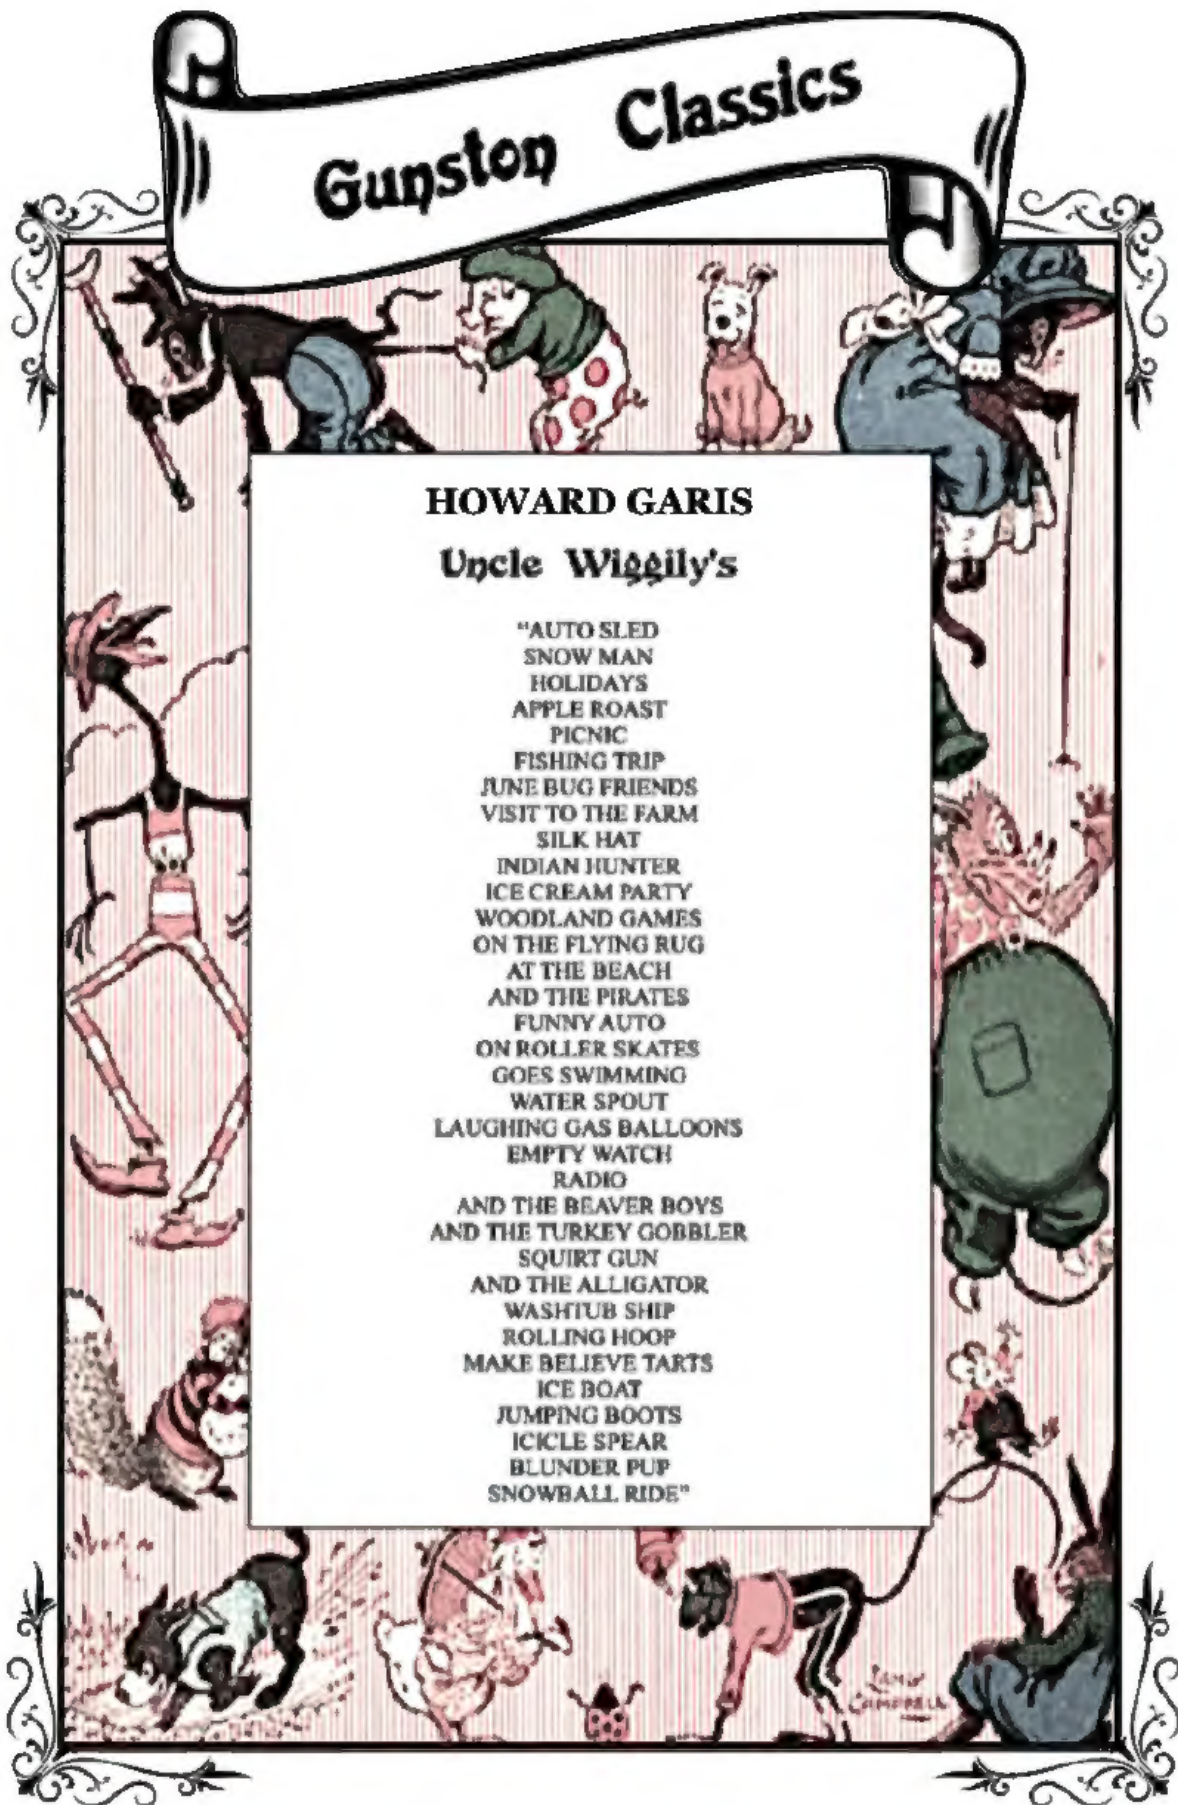 Gunston Classics
HOWARD GARIS
Uncle Wiggily's
"AUTO SLED
SNOW MAN
HOLIDAYS
APPLE ROAST
PICNIC
FISHING TRIP
JUNE BUG FRIENDS
VISIT TO THE FARM
SILK HAT
INDIAN HUNTER
ICE CREAM PARTY
WOODLAND GAMES
ON THE FLYING RUG
AT THE BEACH
AND THE PIRATES
FUNNY AUTO
ON ROLLER SKATES
GOES SWIMMING
WATER SPOUT
LAUGHING GAS BALLOONS
EMPTY WATCH
RADIO
AND THE BEAVER BOYS
AND THE TURKEY GOBBLER
SQUIRT GUN
AND THE ALLIGATOR
WASHTUB SHIP
ROLLING HOOP
MAKE BELIEVE TARTS
ICE BOAT
JUMPING BOOTS
ICICLE SPEAR
BLUNDER PUP
SNOWBALL RIDE"
CAMPBELL